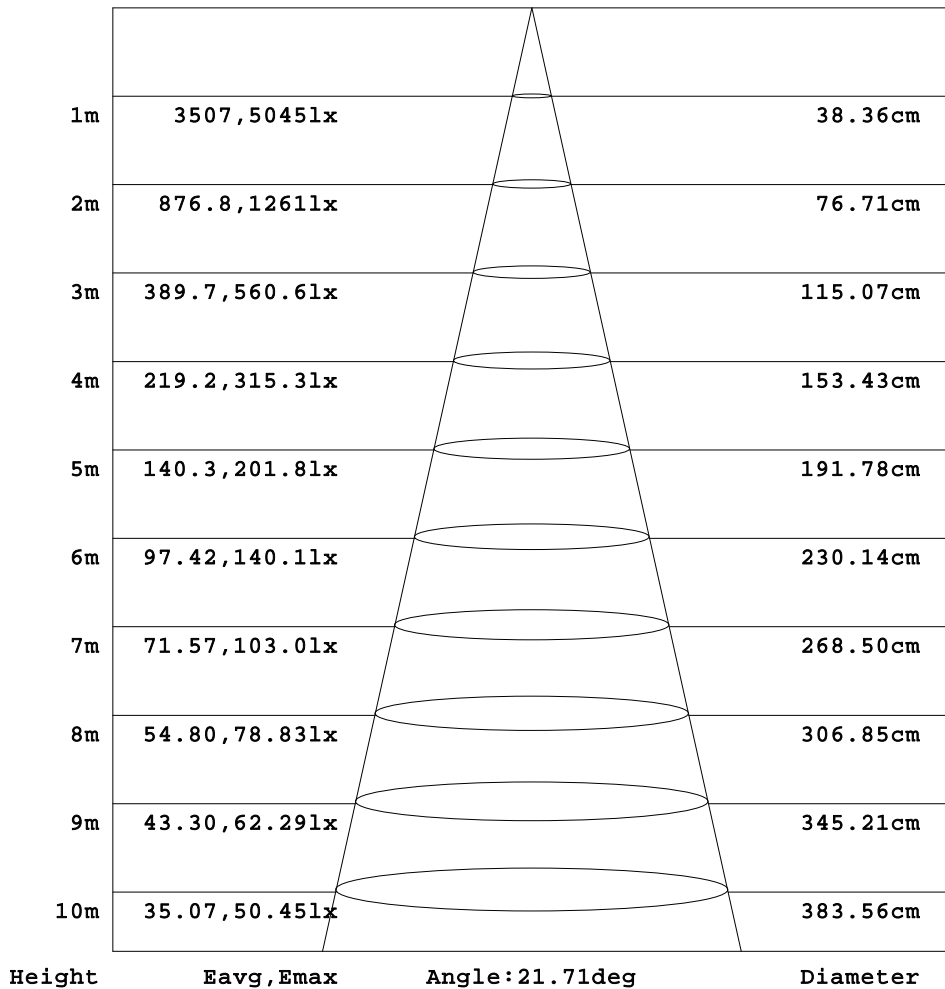 1m 3507,5045lx 38.36cm
2m 876.8,1261lx 76.71cm
3m 389.7,560.6lx 115.07cm
4m 219.2,315.3lx 153.43cm
5m 140.3,201.8lx 191.78cm
6m 97.42,140.1lx 230.14cm
7m 71.57,103.0lx 268.50cm
8m 54.80,78.83lx 306.85cm
9m 43.30,62.29lx 345.21cm
10m 35.07,50.45lx 383.56cm
Height Eavg,Emax Angle:21.71deg Diameter